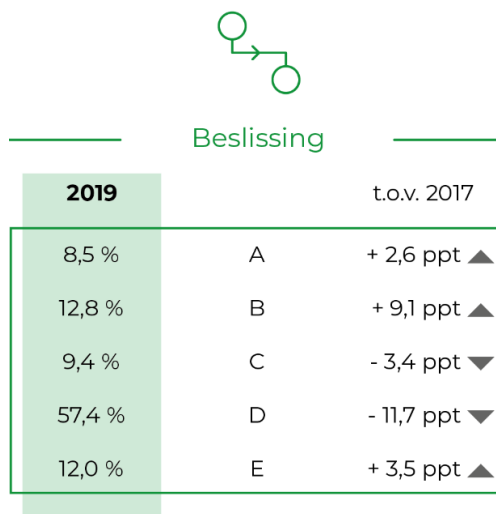 Beslissing
2019 t.o.v. 2017
8,5 % A + 2,6 ppt
12,8 % B + 9,1 ppt
9,4 % C - 3,4 ppt
57,4 % D - 11,7 ppt
12,0 % E + 3,5 ppt